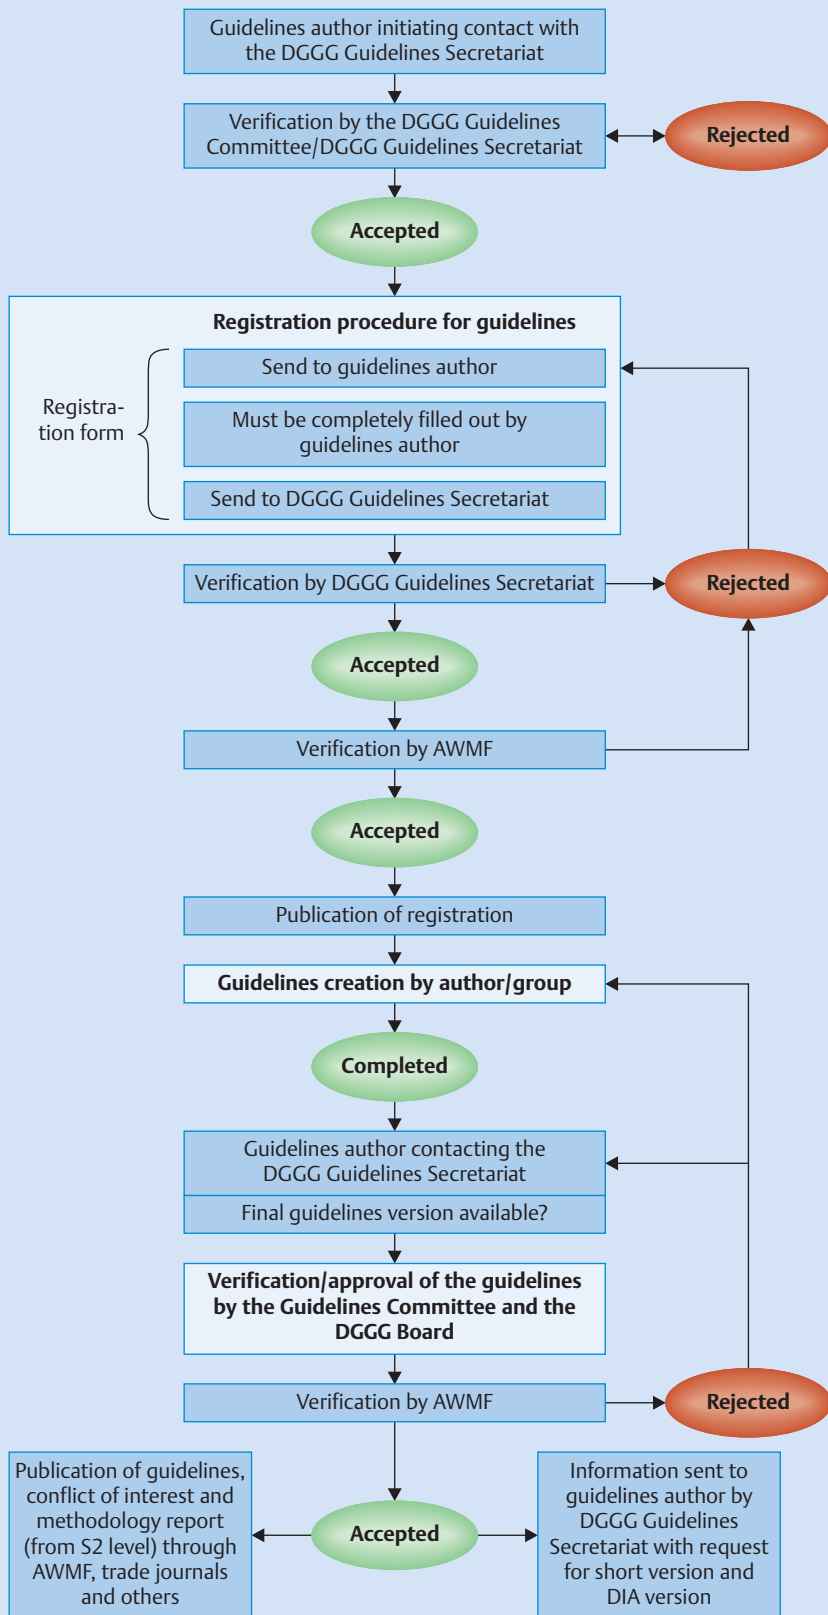 Guidelines author initiating contact with
the DGGG Guidelines Secretariat
Verification by the DGGG Guidelines
Committee/DGGG Guidelines Secretariat
Rejected
Accepted
Registration procedure for guidelines
Registra-
tion form
Send to guidelines author
Must be completely filled out by
guidelines author
Send to DGGG Guidelines Secretariat
Verification by DGGG Guidelines Secretariat
Rejected
Accepted
Verification by AWMF
Accepted
Publication of registration
Guidelines creation by author/group
Completed
Guidelines author contacting the
DGGG Guidelines Secretariat
Final guidelines version available?
Verification/approval of the guidelines
by the Guidelines Committee and the
DGGG Board
Verification by AWMF
Rejected
Publication of guidelines,
conflict of interest and
methodology report
(from S2 level) through
AWMF, trade journals
and others
Accepted
Information sent to
guidelines author by
DGGG Guidelines
Secretariat with request
for short version and
DIA version